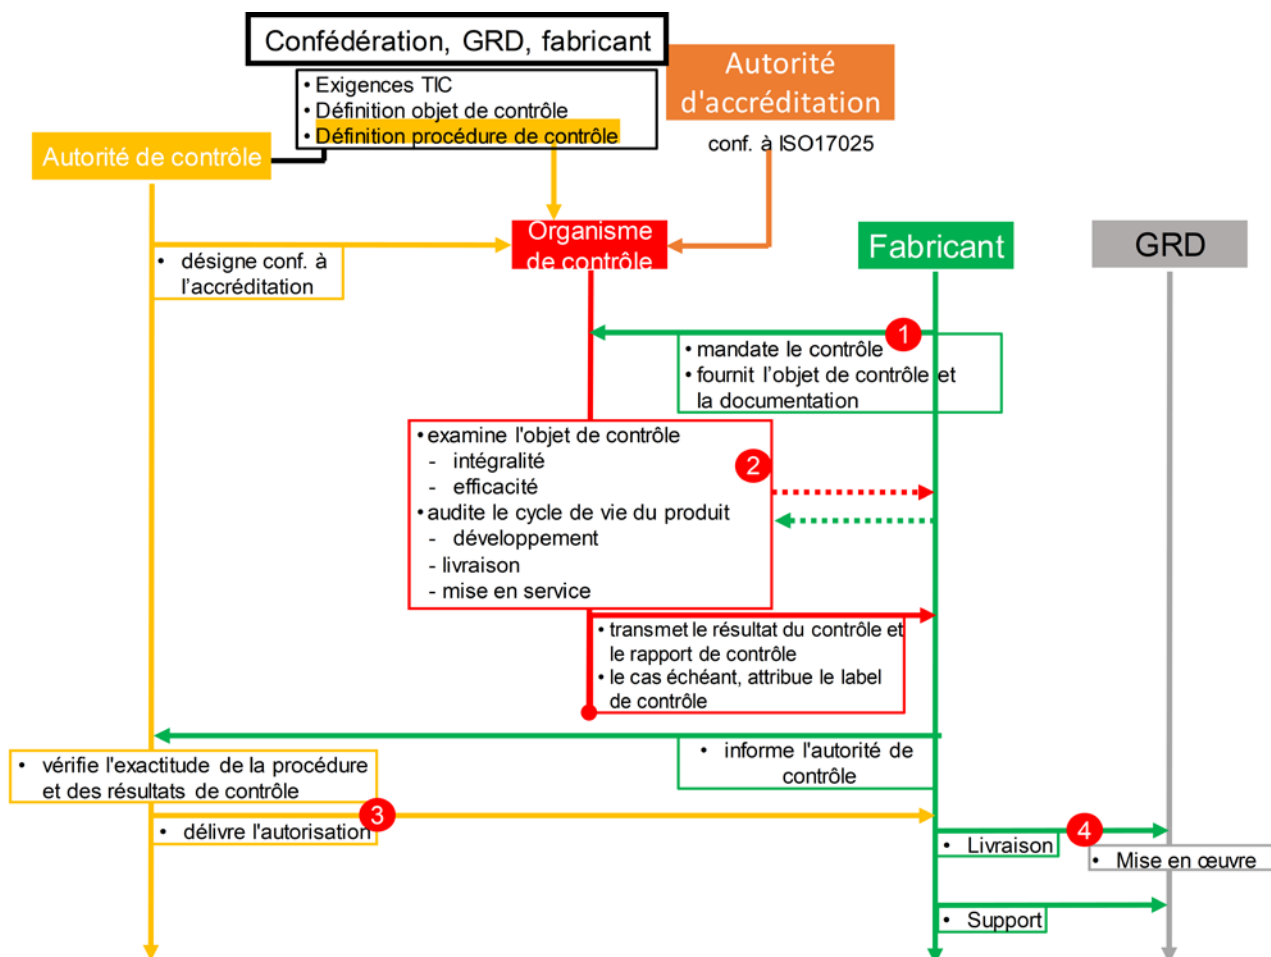 Confédération, GRD, fabricant
• Exigences TIC
• Définition objet de contrôle
• Définition procédure de contrôle
Autorité
d'accréditation
conf. à ISO17025
Autorité de contrôle
Organisme
de contrôle
Fabricant
GRD
• désigne conf. à
l'accréditation
1
• mandate le contrôle
• fournit l'objet de contrôle et
la documentation
• examine l'objet de contrôle
- intégralité
- efficacité
• audite le cycle de vie du produit
- développement
- livraison
- mise en service
2
• transmet le résultat du contrôle et
le rapport de contrôle
• le cas échéant, attribue le label
de contrôle
• informe l'autorité de
contrôle
• vérifie l'exactitude de la procédure
et des résultats de contrôle
3
• délivre l'autorisation
4
• Livraison
• Mise en œuvre
• Support